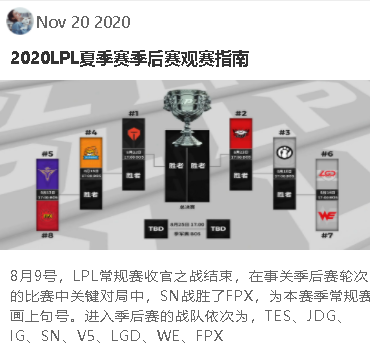 Nov 20 2020
2020LPL夏季赛季后赛观赛指南
#1
#2
#4
#3
#5
#6
胜者
胜者
胜者
胜者
LGD
TBD
TBD
WE
#8
#7
8月9号，LPL常规赛收官之战结束，在事关季后赛轮次
的比赛中关键对局中，SN战胜了FPX，为本赛季常规赛
画上句号。进入季后赛的战队依次为，TES、JDG、
IG、SN、V5、LGD、WE、FPX